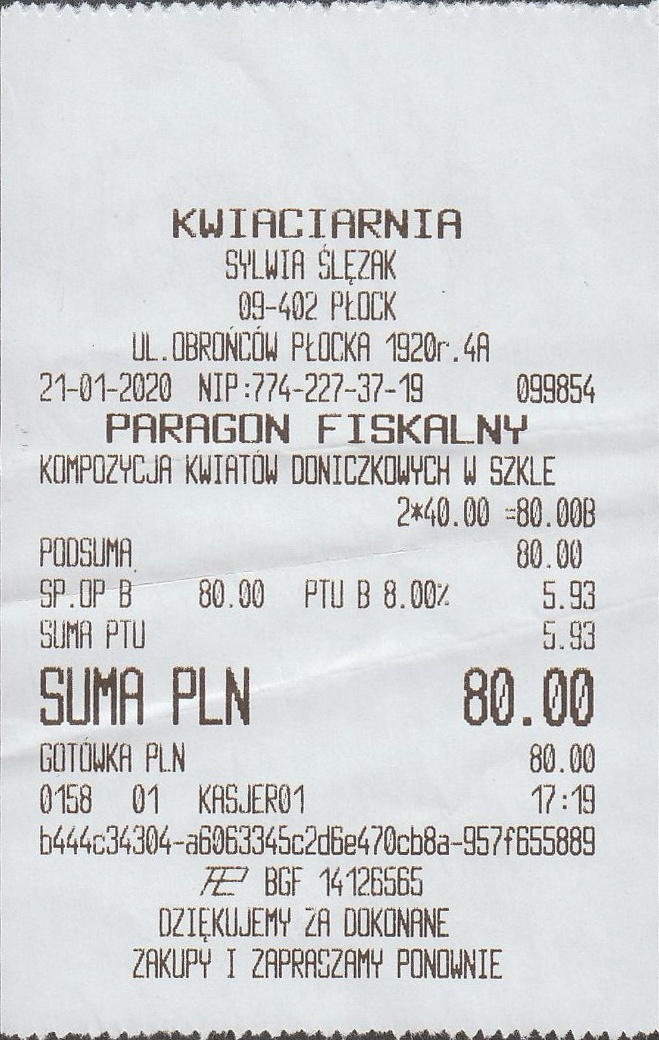 KWIACIARNIA
SYLWIA ŚLĘZAK
09-402 PŁOCK
UL.OBROŃCÓW PŁOCKA 1920r.4A
21-01-2020 NIP:774-227-37-19 099854
PARAGON FISKALNY
KOMPOZYCJA KWIATÓW DONICZKOWYCH W SZKLE
2*40.00 =80.00B
PODSUMA 80.00
SP.OP B 80.00 PTU B 8.00% 5.93
SUMA PTU 5.93
SUMA PLN 80.00
GOTÓWKA PLN 80.00
0158 01 KASJER01 17:19
b444c34304-a6063345c2d6e470cb8a-957f655889
BGF 14126565
DZIĘKUJEMY ZA DOKONANE
ZAKUPY I ZAPRASZAMY PONOWNIE